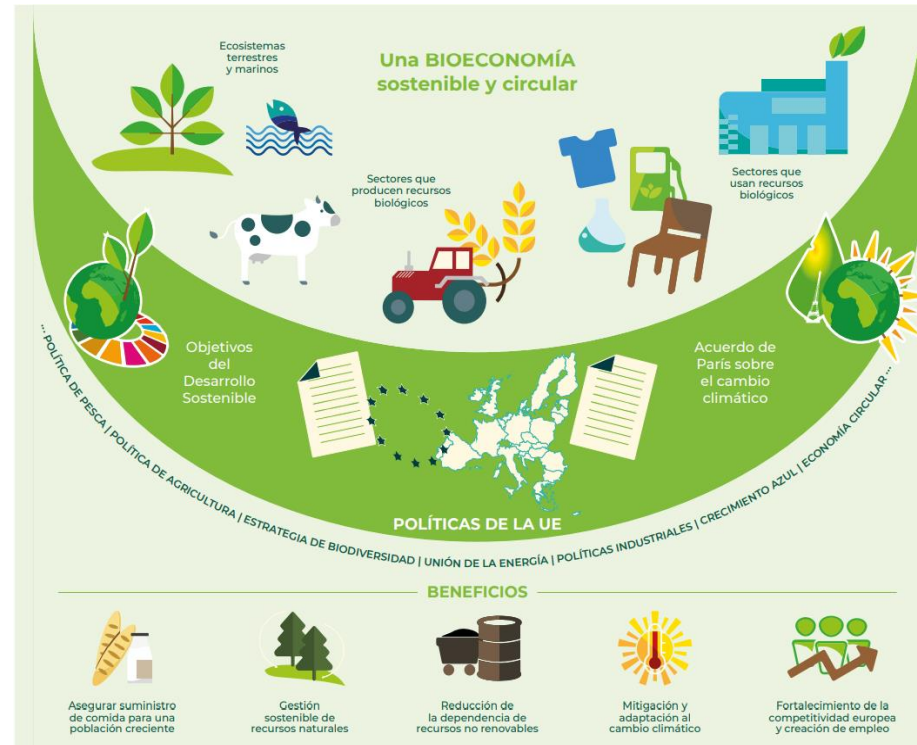 Una BIOECONOMÍA
sostenible y circular
Ecosistemas
terrestres
y marinos
Sectores que
producen recursos
biológicos
Sectores que
usan recursos
biológicos
Objetivos
del
Desarrollo
Sostenible
Acuerdo de
París sobre
el cambio
climático
POLÍTICAS DE LA UE
... POLÍTICA DE PESCA | POLÍTICA DE AGRICULTURA | ESTRATEGIA DE BIODIVERSIDAD | UNIÓN DE LA ENERGÍA | POLÍTICAS INDUSTRIALES | CRECIMIENTO AZUL | ECONOMÍA CIRCULAR ...
BENEFICIOS
Asegurar suministro
de comida para una
población creciente
Gestión
sostenible de
recursos naturales
Reducción de
la dependencia de
recursos no renovables
Mitigación y
adaptación al
cambio climático
Fortalecimiento de la
competitividad europea
y creación de empleo